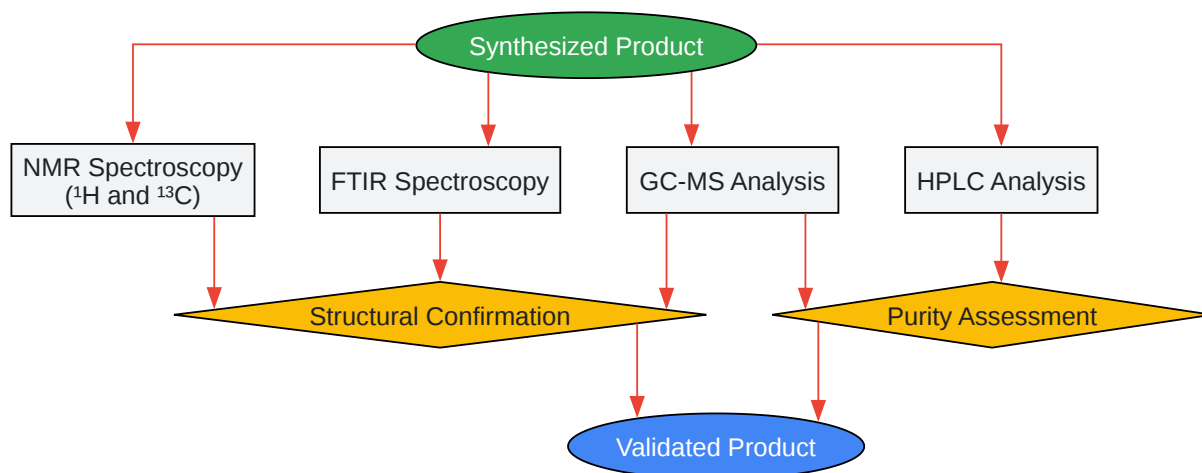 Synthesized Product
NMR Spectroscopy
(¹H and ¹³C)
FTIR Spectroscopy
GC-MS Analysis
HPLC Analysis
Structural Confirmation
Purity Assessment
Validated Product